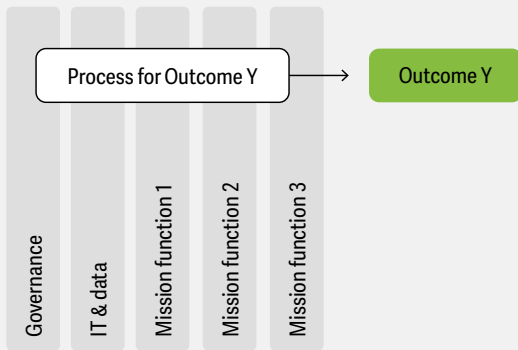 Process for Outcome Y
Outcome Y
Governance
IT & data
Mission function 1
Mission function 2
Mission function 3